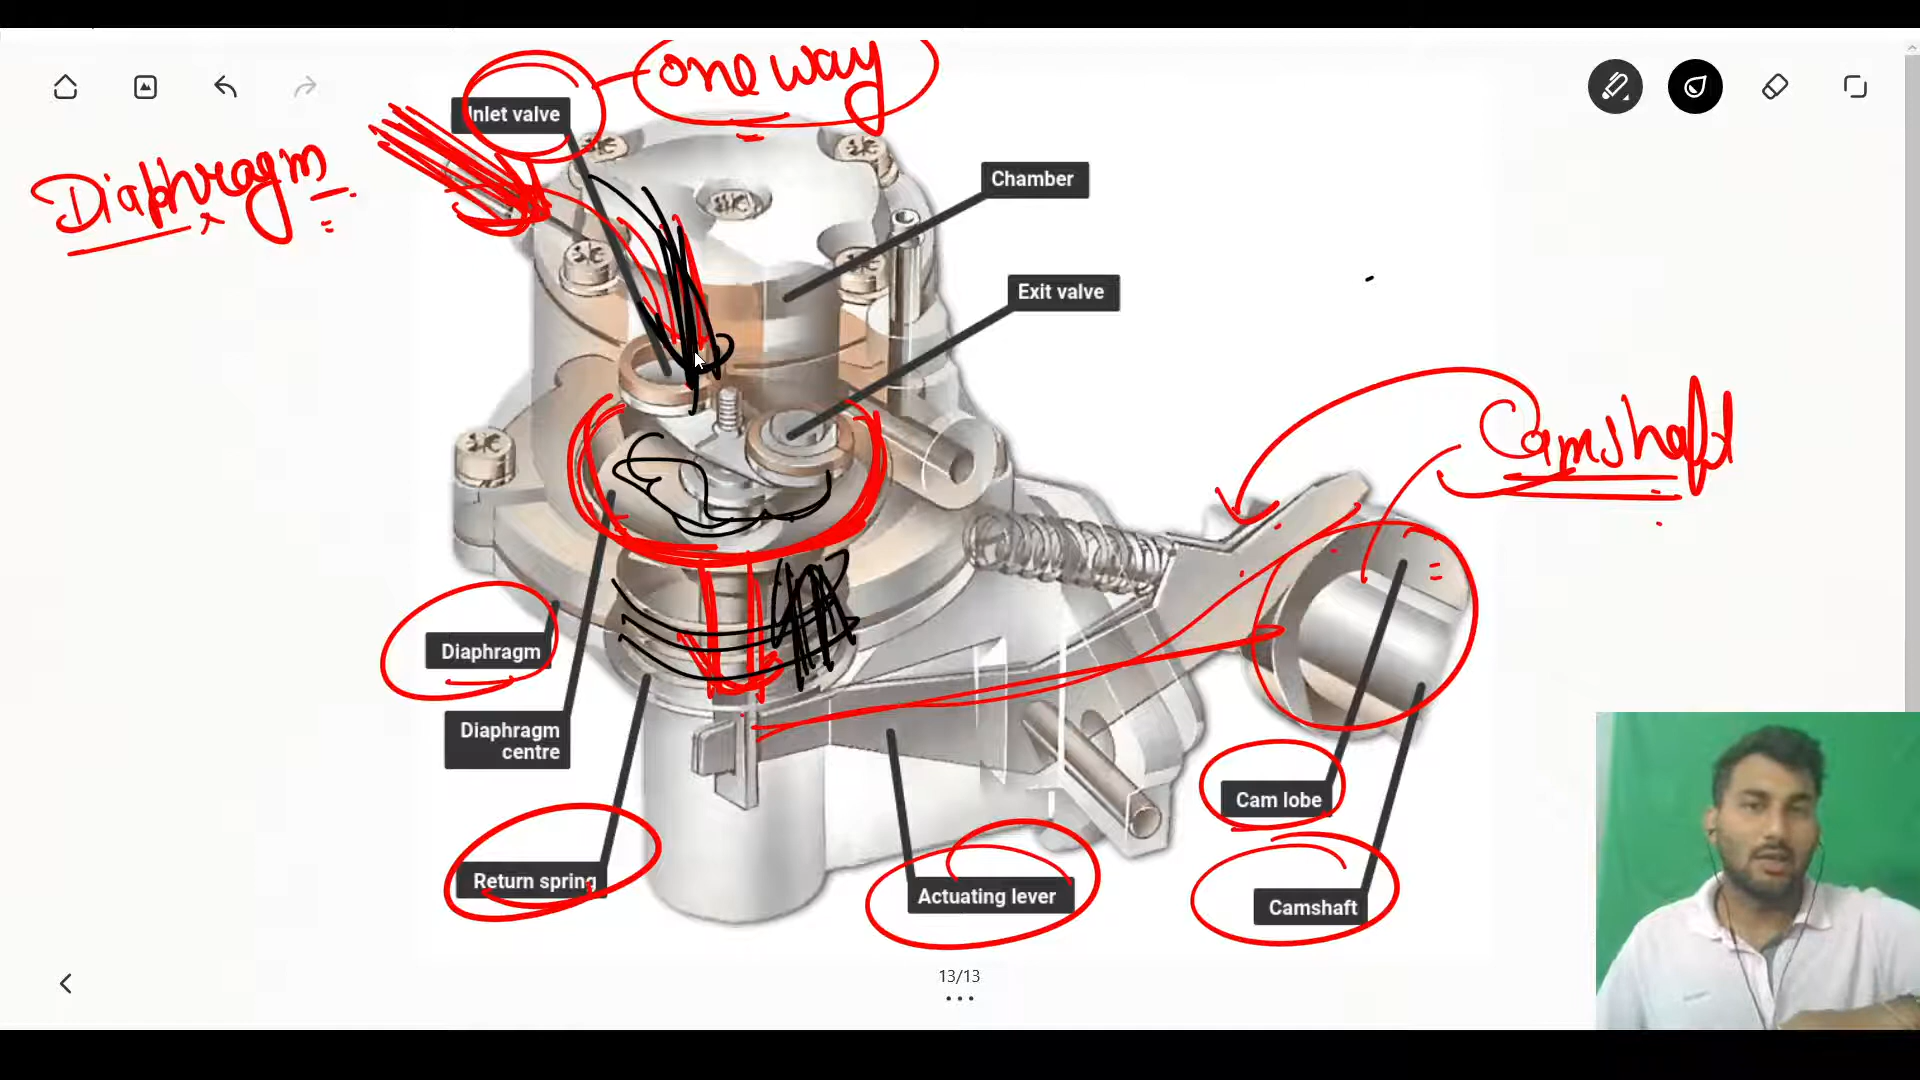 one way
Inlet valve
Diaphragm
Chamber
Exit valve
Camshaft
Diaphragm
Diaphragm
centre
Cam lobe
Return spring
Actuating lever
Camshaft
13/13